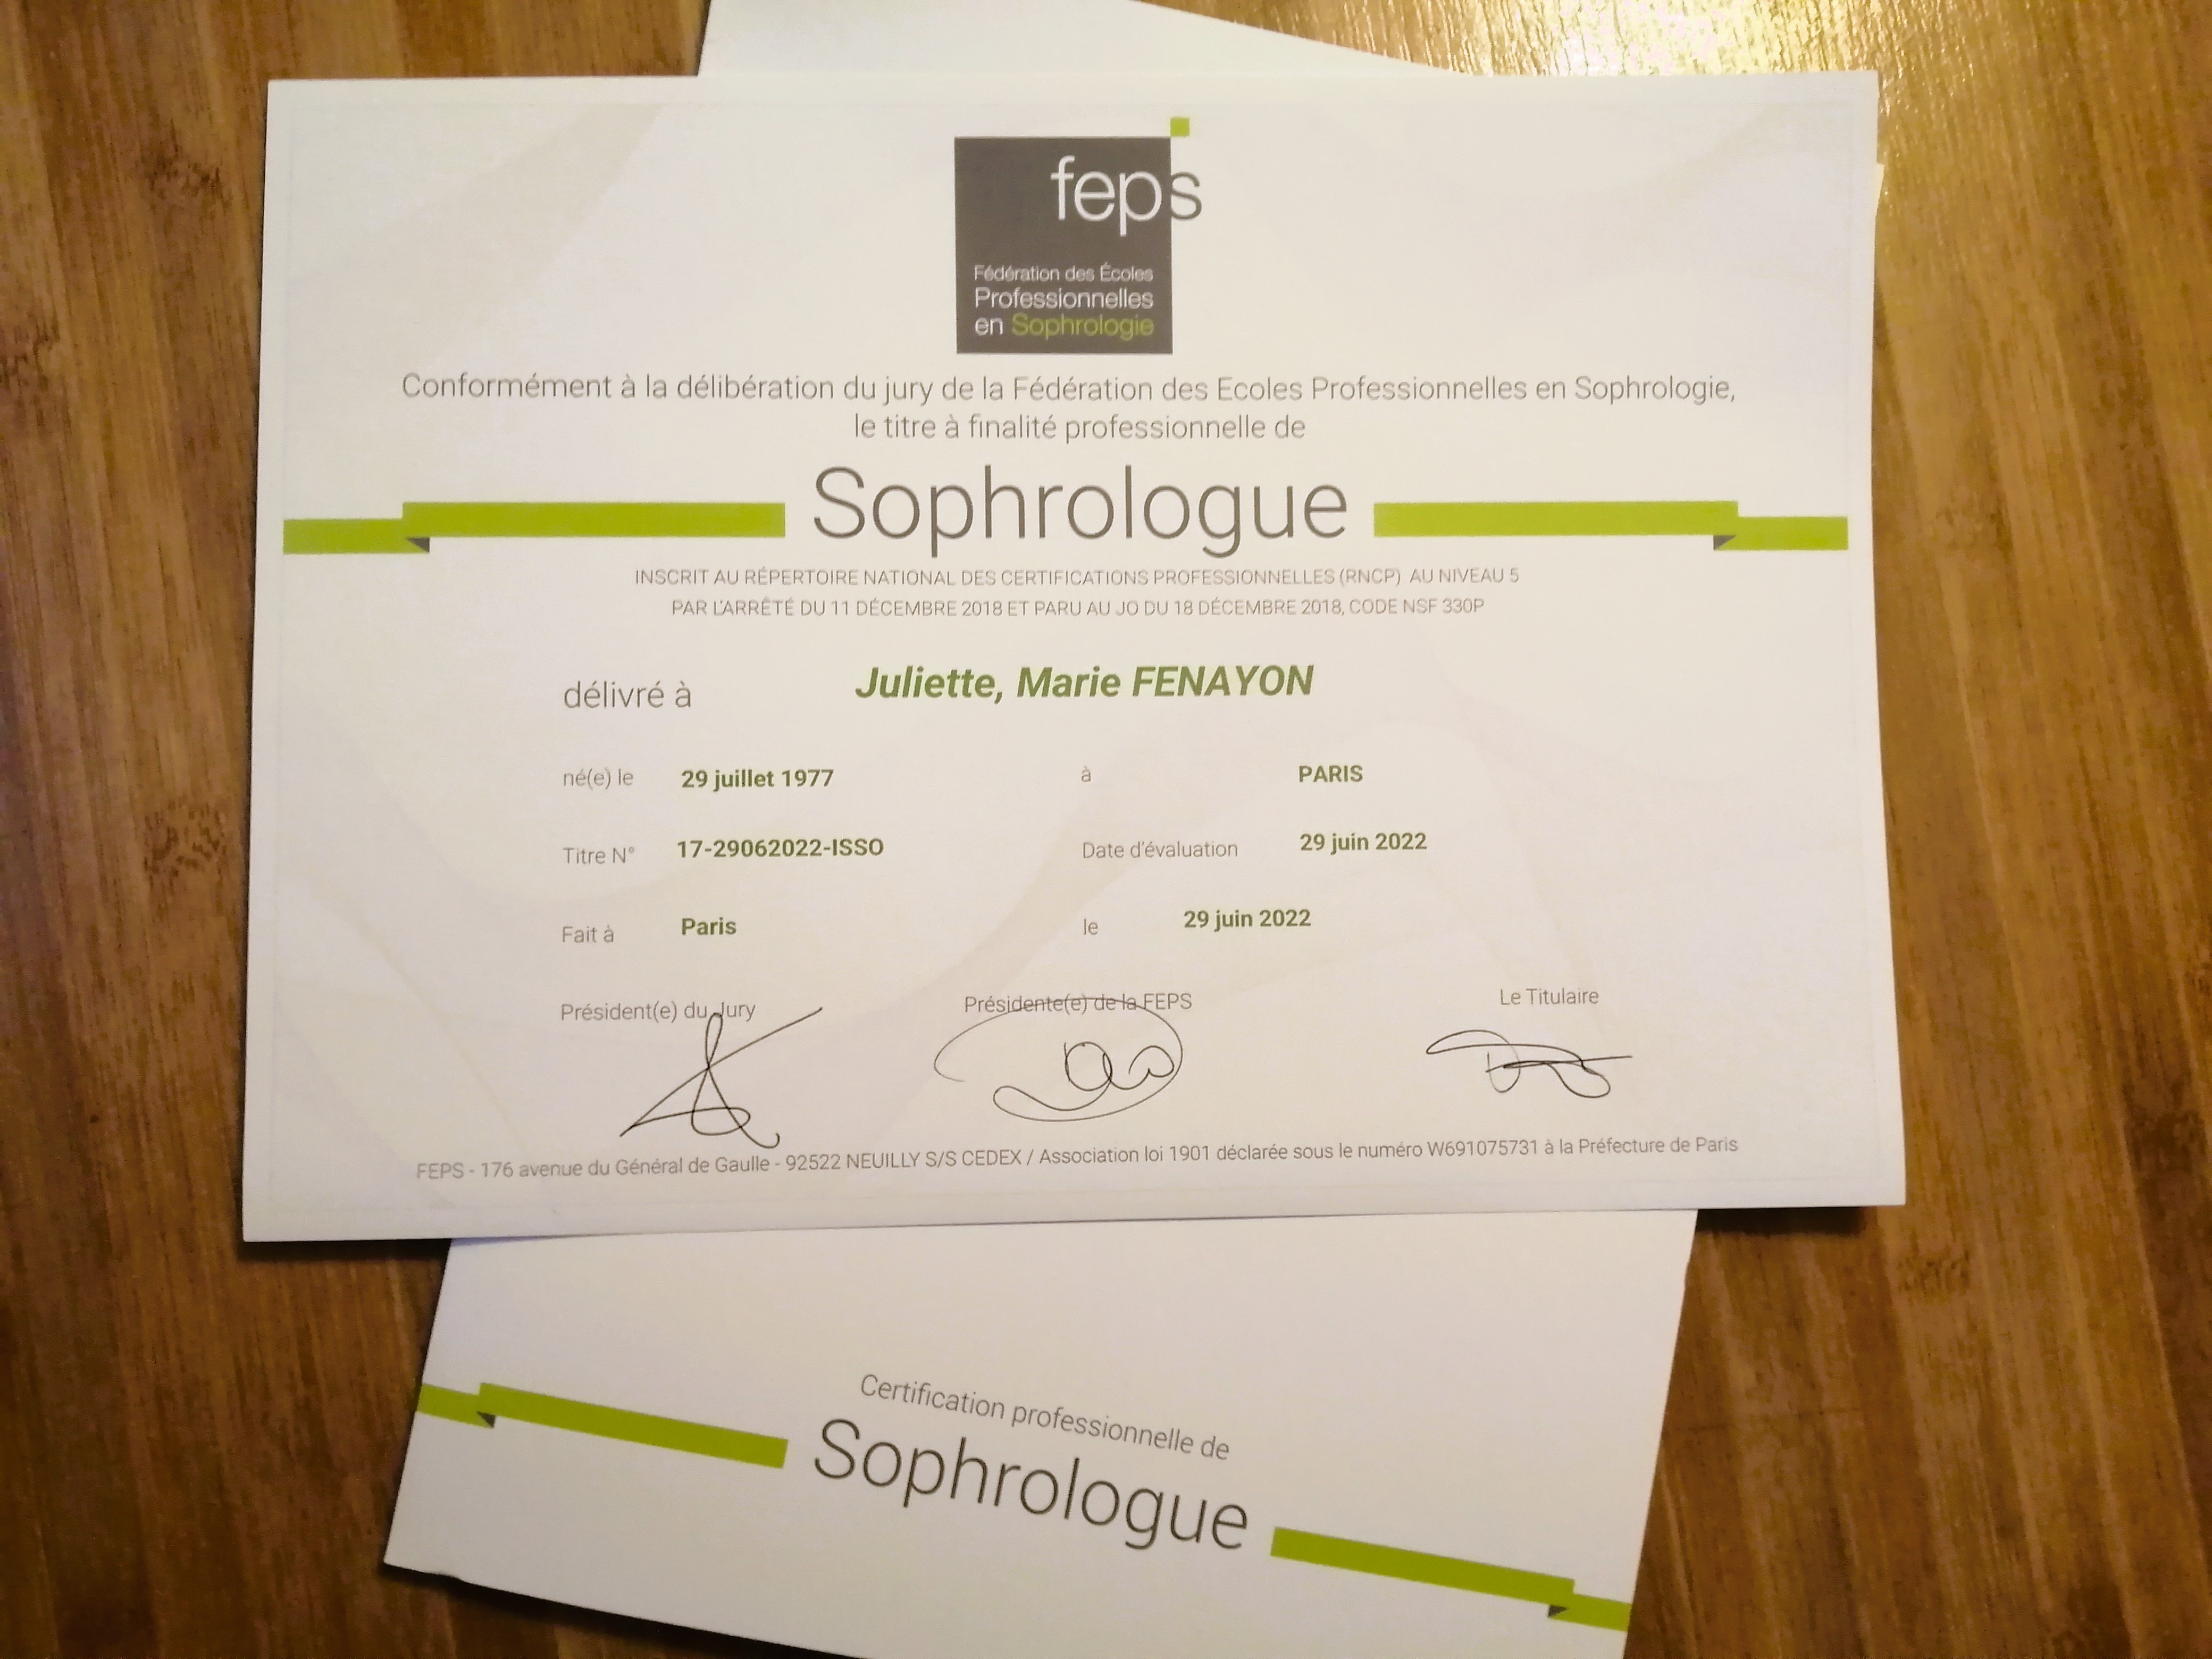 feps
Fédération des Écoles
Professionnelles
en Sophrologie
Conformément à la délibération du jury de la Fédération des Ecoles Professionnelles en Sophrologie,
le titre à finalité professionnelle de
Sophrologue
INSCRIT AU RÉPERTOIRE NATIONAL DES CERTIFICATIONS PROFESSIONNELLES (RNCP) AU NIVEAU 5
PAR L'ARRÊTÉ DU 11 DÉCEMBRE 2018 ET PARU AU JO DU 18 DÉCEMBRE 2018, CODE NSF 330P
délivré à Juliette, Marie FENAYON
né(e) le 29 juillet 1977 à PARIS
Titre N° 17-29062022-ISSO Date d'évaluation 29 juin 2022
Fait à Paris le 29 juin 2022
Président(e) du Jury Présidente(e) de la FEPS Le Titulaire
FEPS - 176 avenue du Général de Gaulle - 92522 NEUILLY S/S CEDEX / Association loi 1901 déclarée sous le numéro W691075731 à la Préfecture de Paris
Certification professionnelle de
Sophrologue